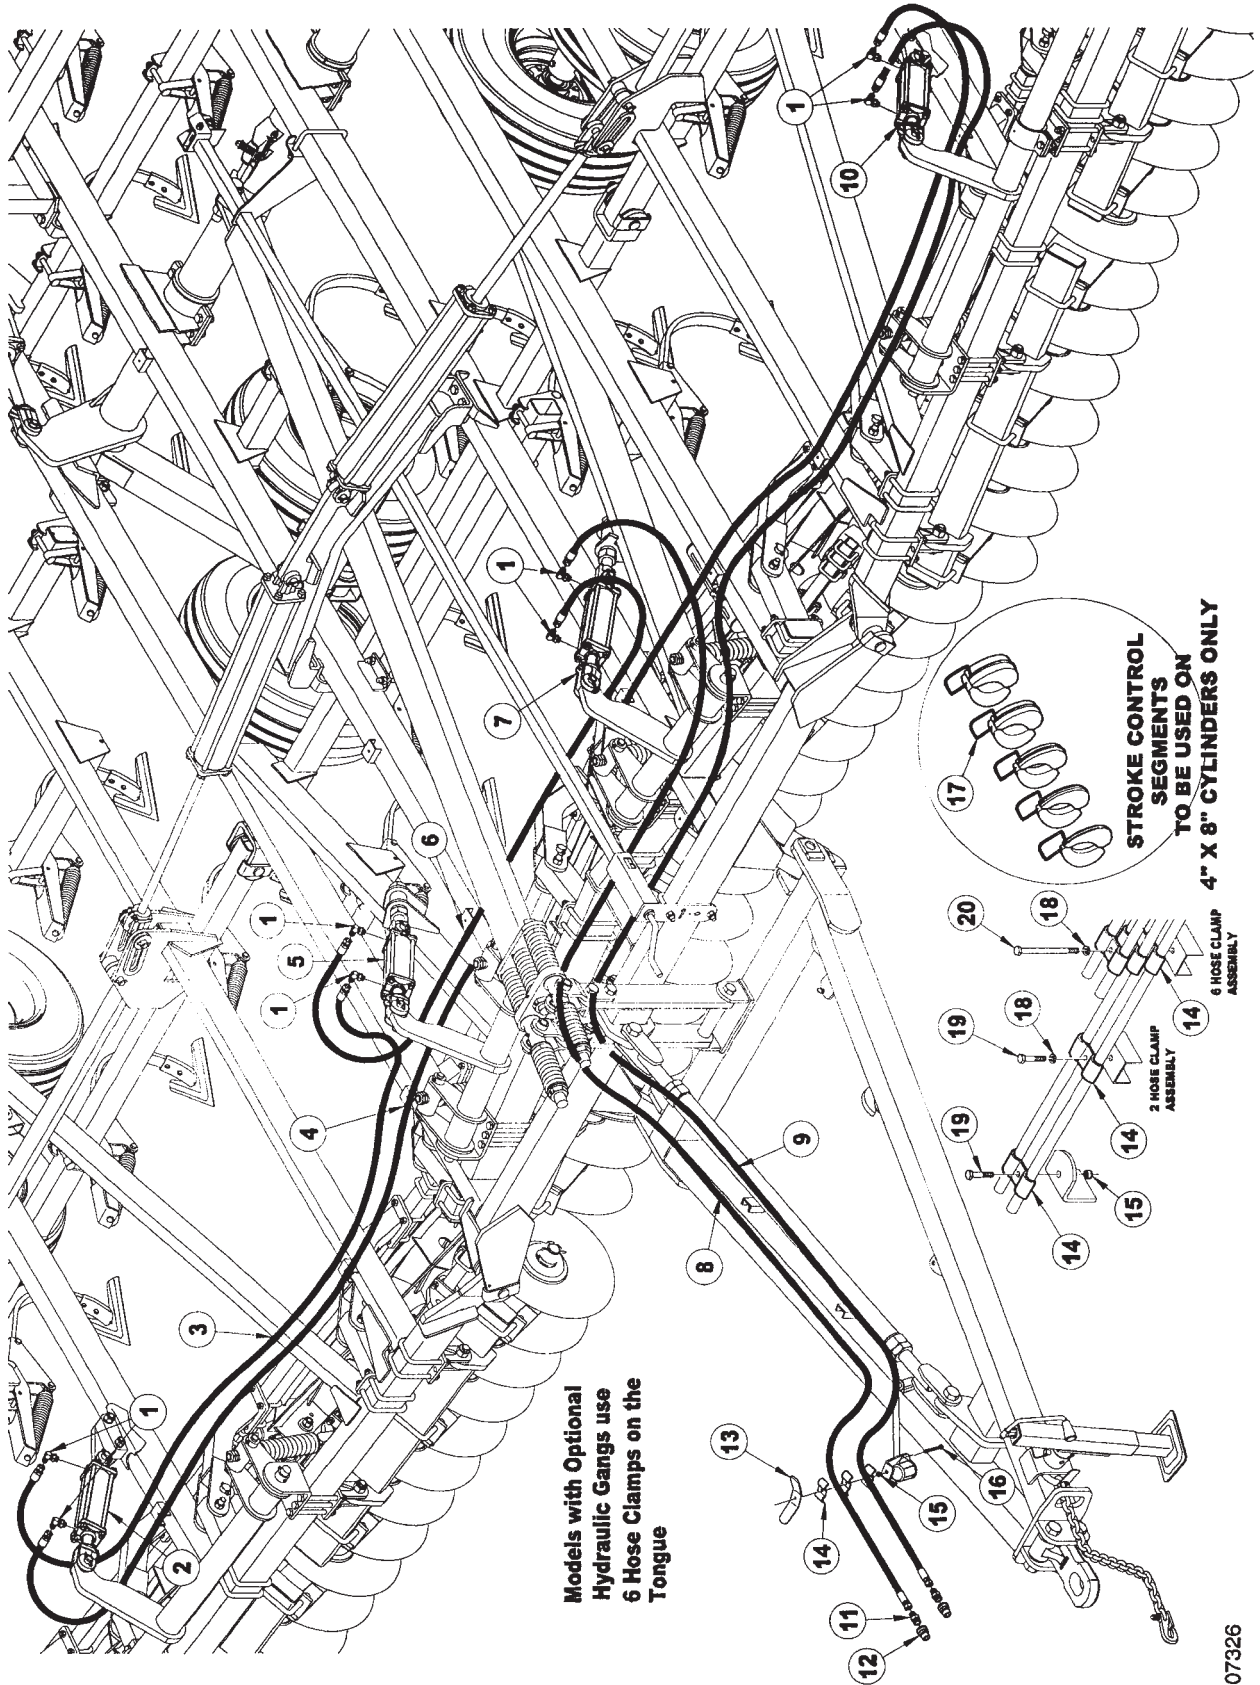 1
10
1
7
6
1
5
1
4
3
1
2
9
8
13
14
15
16
11
12
17
STROKE CONTROL
SEGMENTS
TO BE USED ON
4" X 8" CYLINDERS ONLY
20
18
14
6 HOSE CLAMP
ASSEMBLY
19
18
14
2 HOSE CLAMP
ASSEMBLY
19
14
15
Models with Optional
Hydraulic Gangs use
6 Hose Clamps on the
Tongue
07326